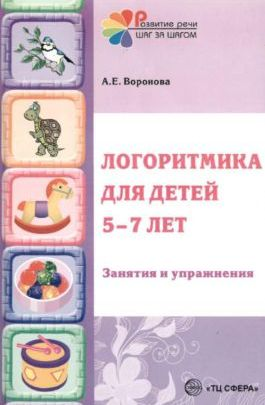 Развитие речи
ШАГ ЗА ШАГОМ
А.Е. Воронова
ЛОГОРИТМИКА
ДЛЯ ДЕТЕЙ
5–7 ЛЕТ
Занятия и упражнения
«ТЦ СФЕРА»